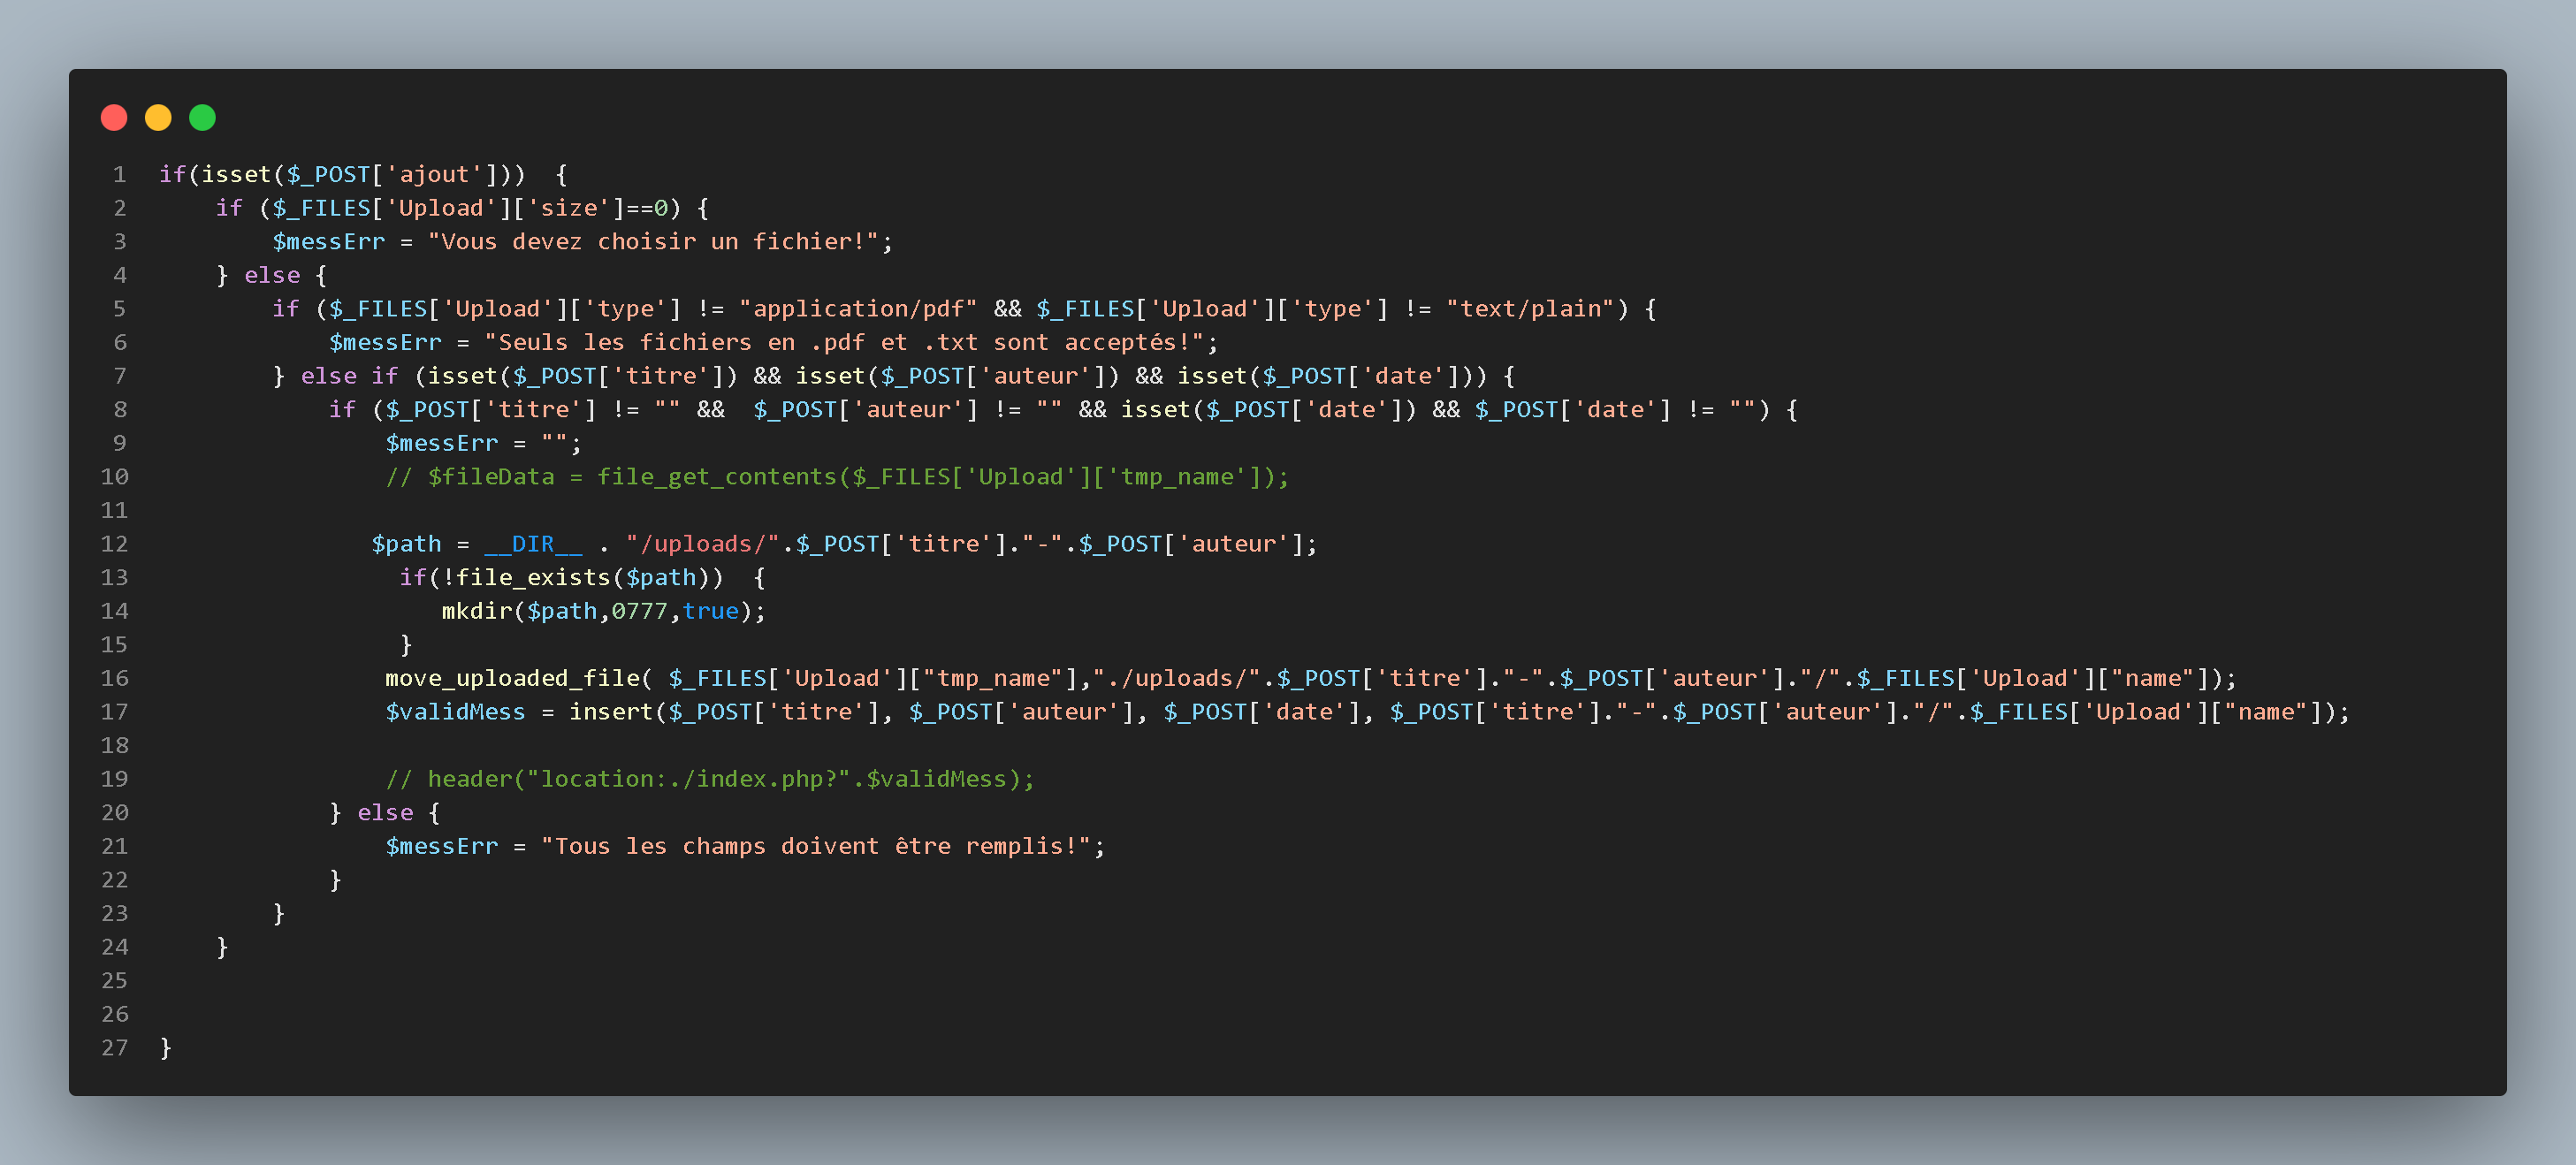 1 if(isset($_POST['ajout']))  {
2     if ($_FILES['Upload']['size']==0) {
3         $messErr = "Vous devez choisir un fichier!";
4     } else {
5         if ($_FILES['Upload']['type'] != "application/pdf" && $_FILES['Upload']['type'] != "text/plain") {
6             $messErr = "Seuls les fichiers en .pdf et .txt sont acceptés!";
7         } else if (isset($_POST['titre']) && isset($_POST['auteur']) && isset($_POST['date'])) {
8             if ($_POST['titre'] != "" &&  $_POST['auteur'] != "" && isset($_POST['date']) && $_POST['date'] != "") {
9                 $messErr = "";
10                 // $fileData = file_get_contents($_FILES['Upload']['tmp_name']);
11
12                $path = __DIR__ . "/uploads/".$_POST['titre']."-".$_POST['auteur'];
13                  if(!file_exists($path))  {
14                     mkdir($path,0777,true);
15                  }
16                 move_uploaded_file( $_FILES['Upload']["tmp_name"],"./uploads/".$_POST['titre']."-".$_POST['auteur']."/".$_FILES['Upload']["name"]);
17                 $validMess = insert($_POST['titre'], $_POST['auteur'], $_POST['date'], $_POST['titre']."-".$_POST['auteur']."/".$_FILES['Upload']["name"]);
18
19                 // header("location:./index.php?".$validMess);
20             } else {
21                 $messErr = "Tous les champs doivent être remplis!";
22             }
23         }
24     }
25
26
27 }